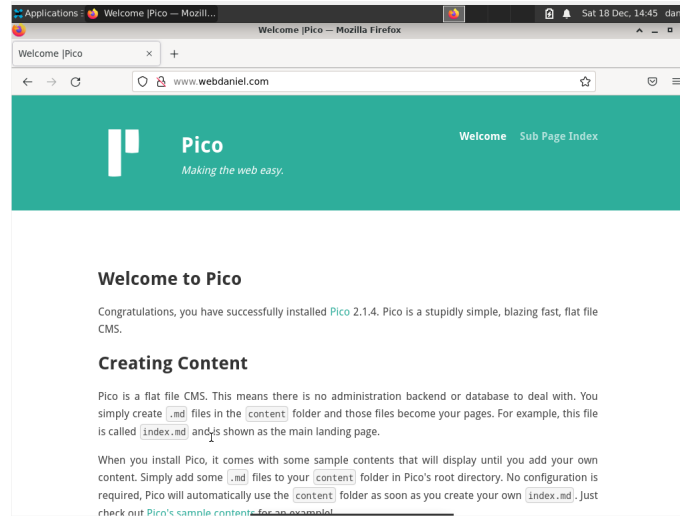 Applications
Welcome |Pico — Mozill...
Sat 18 Dec, 14:45
dan
Welcome |Pico — Mozilla Firefox
Welcome |Pico
www.webdaniel.com
Pico
Making the web easy.
Welcome
Sub Page Index
Welcome to Pico
Congratulations, you have successfully installed Pico 2.1.4. Pico is a stupidly simple, blazing fast, flat file
CMS.
Creating Content
Pico is a flat file CMS. This means there is no administration backend or database to deal with. You
simply create .md files in the content folder and those files become your pages. For example, this file
is called index.md and is shown as the main landing page.
When you install Pico, it comes with some sample contents that will display until you add your own
content. Simply add some .md files to your content folder in Pico's root directory. No configuration is
required, Pico will automatically use the content folder as soon as you create your own index.md. Just
check out Pico's sample contents for an example!